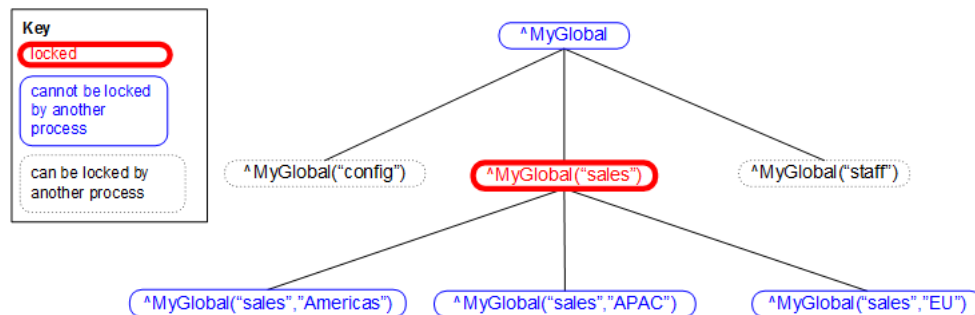 Key
locked
cannot be locked
by another
process
can be locked by
another process
^MyGlobal
^MyGlobal(“config”)
^MyGlobal(“sales”)
^MyGlobal(“staff”)
^MyGlobal(“sales”,”Americas”)
^MyGlobal(“sales”,”APAC”)
^MyGlobal(“sales”,”EU”)